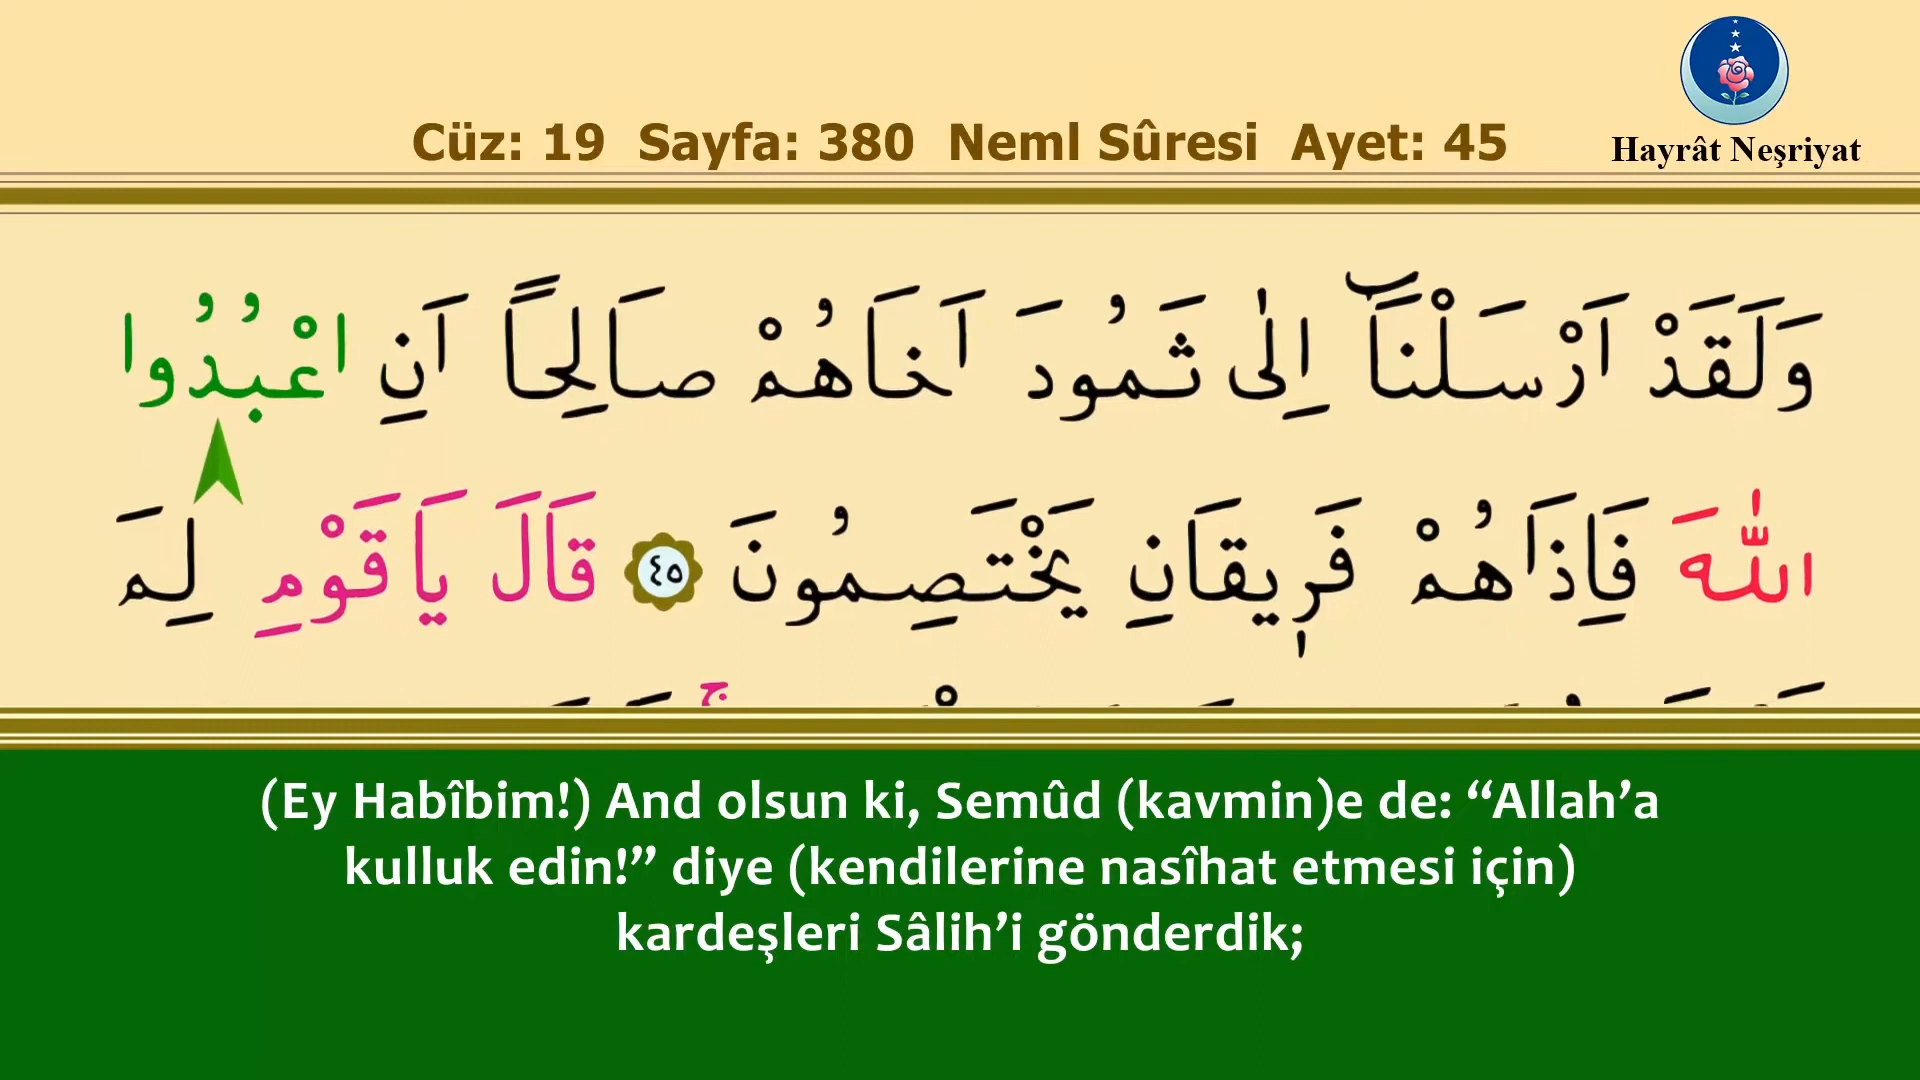 Cüz: 19 Sayfa: 380 Neml Sûresi Ayet: 45
Hayrât Neşriyat
وَلَقَدْ اَرْسَلْنَٓا اِلٰى ثَمُودَ اَخَاهُمْ صَالِحًا اَنِ اعْبُدُوا
اللّٰهَ فَاِذَا هُمْ فَرٖيقَانِ يَخْتَصِمُونَ ٤٥ قَالَ يَا قَوْمِ لِمَ
(Ey Habîbim!) And olsun ki, Semûd (kavmin)e de: “Allah’a
kulluk edin!” diye (kendilerine nasîhat etmesi için)
kardeşleri Sâlih’i gönderdik;